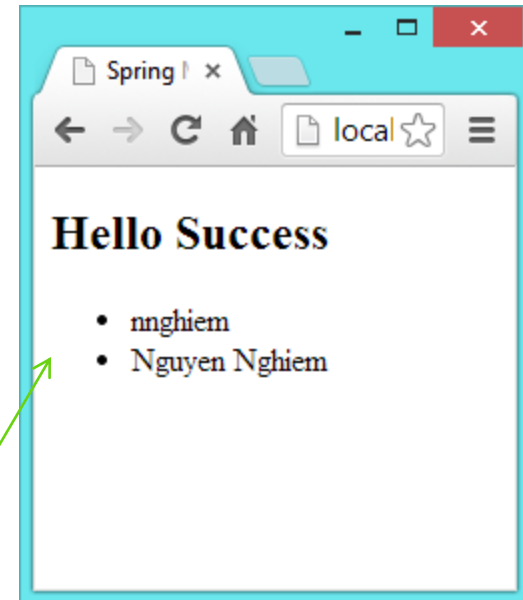 Spring
local
Hello Success
nnghiem
Nguyen Nghiem